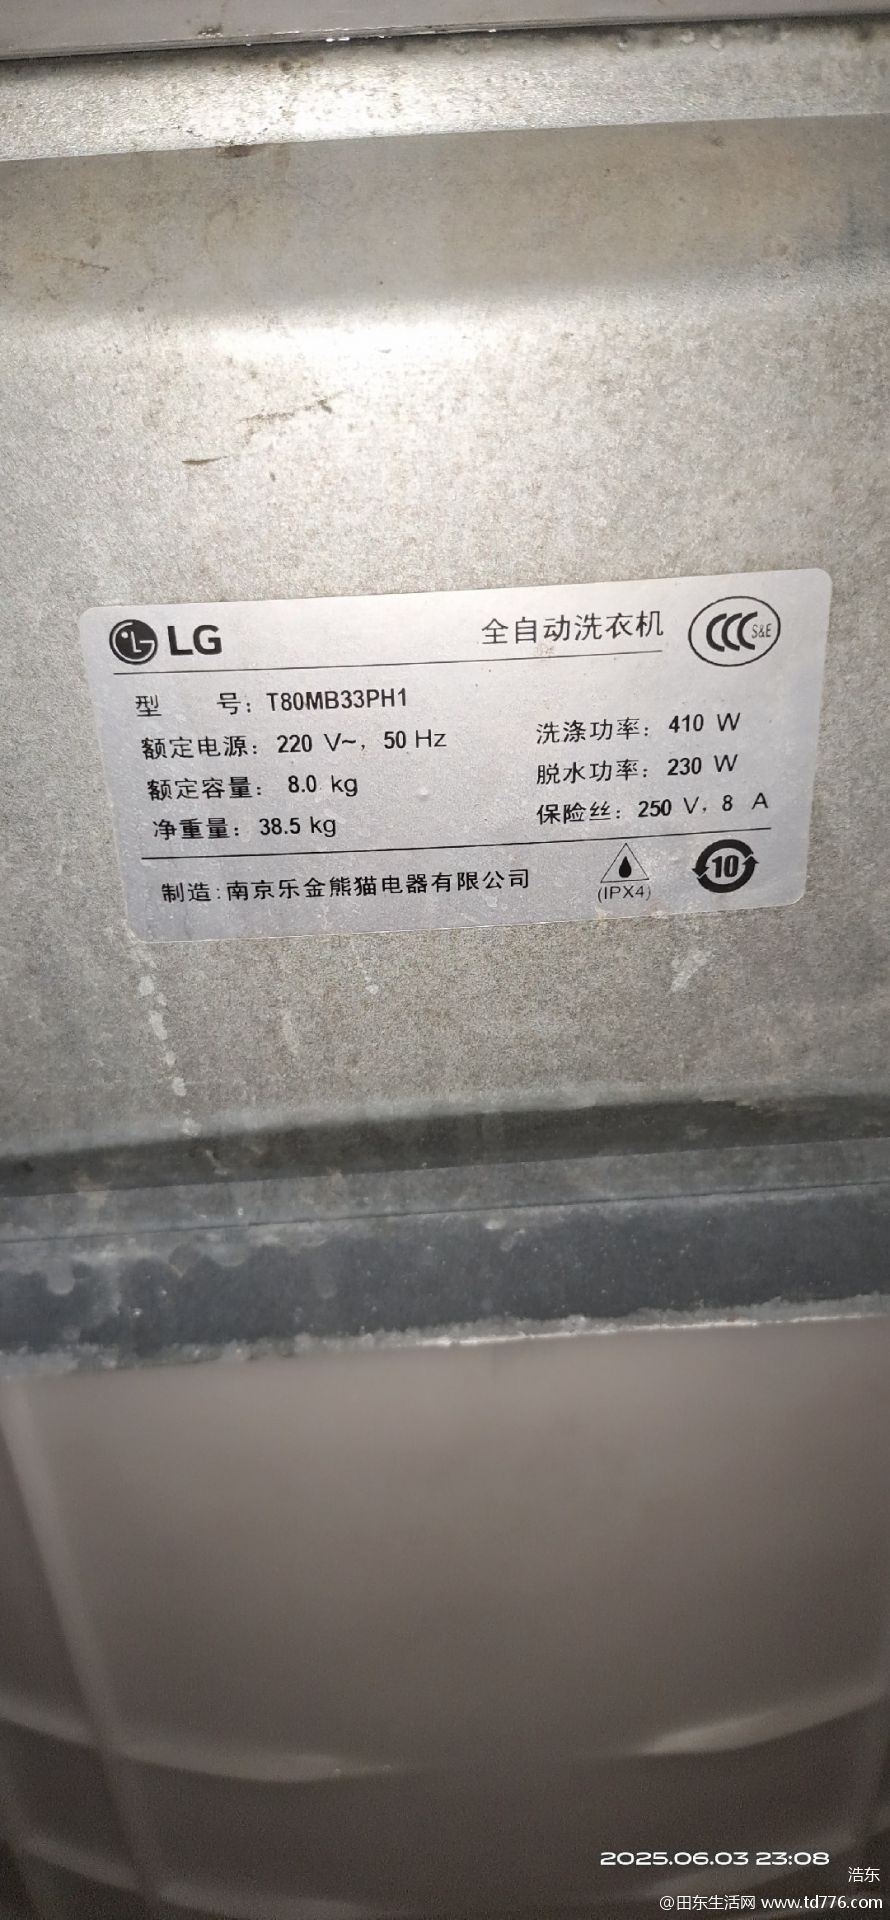 LG 全自动洗衣机 CCC S&E
型 号: T80MB33PH1
额定电源: 220 V~, 50 Hz
洗涤功率: 410 W
额定容量: 8.0 kg
脱水功率: 230 W
净重量: 38.5 kg
保险丝: 250 V, 8 A
制造:南京乐金熊猫电器有限公司
(IPX4)
10
2025.06.03 23:08
浩东
@田东生活网 www.td776.com